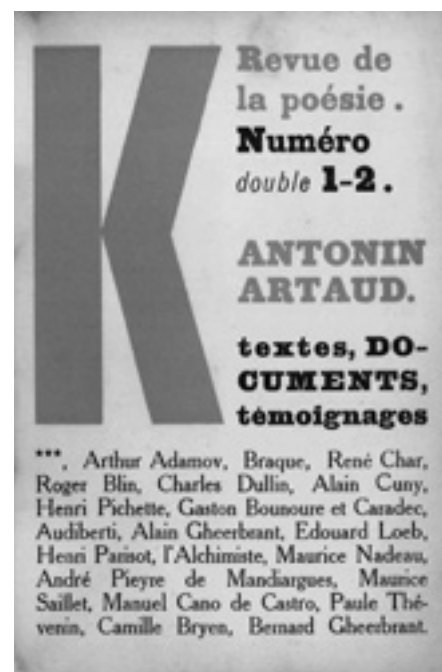 K
Revue de
la poésie .
Numéro
double 1-2 .
ANTONIN
ARTAUD.
textes, DO-
CUMENTS,
témoignages
***, Arthur Adamov, Braque, René Char,
Roger Blin, Charles Dullin, Alain Cuny,
Henri Pichette, Gaston Bounoure et Caradec,
Audiberti, Alain Gheerbrant, Edouard Loeb,
Henri Parisot, l'Alchimiste, Maurice Nadeau,
André Pieyre de Mandiargues, Maurice
Saillet, Manuel Cano de Castro, Paule Thé-
venin, Camille Bryen, Bernard Gheerbrant.